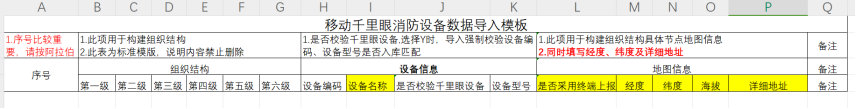 A B C D E F G H I J K L M N O P Q
移动千里眼消防设备数据导入模板
1.序号比较重要，请按阿拉伯
1.此项用于构建组织结构
2.此表为标准模版，说明内容禁止删除
1.是否校验千里眼设备,选择Y时，导入强制校验设备编码、设备型号是否入库匹配
1.此项用于构建组织结构具体节点地图信息
2.同时填写经度、纬度及详细地址
备注
序号 组织结构 设备信息 地图信息 备注
第一级 第二级 第三级 第四级 第五级 第六级 设备编码 设备名称 是否校验千里眼设备 设备型号 是否采用终端上报 经度 纬度 海拔 详细地址 备注